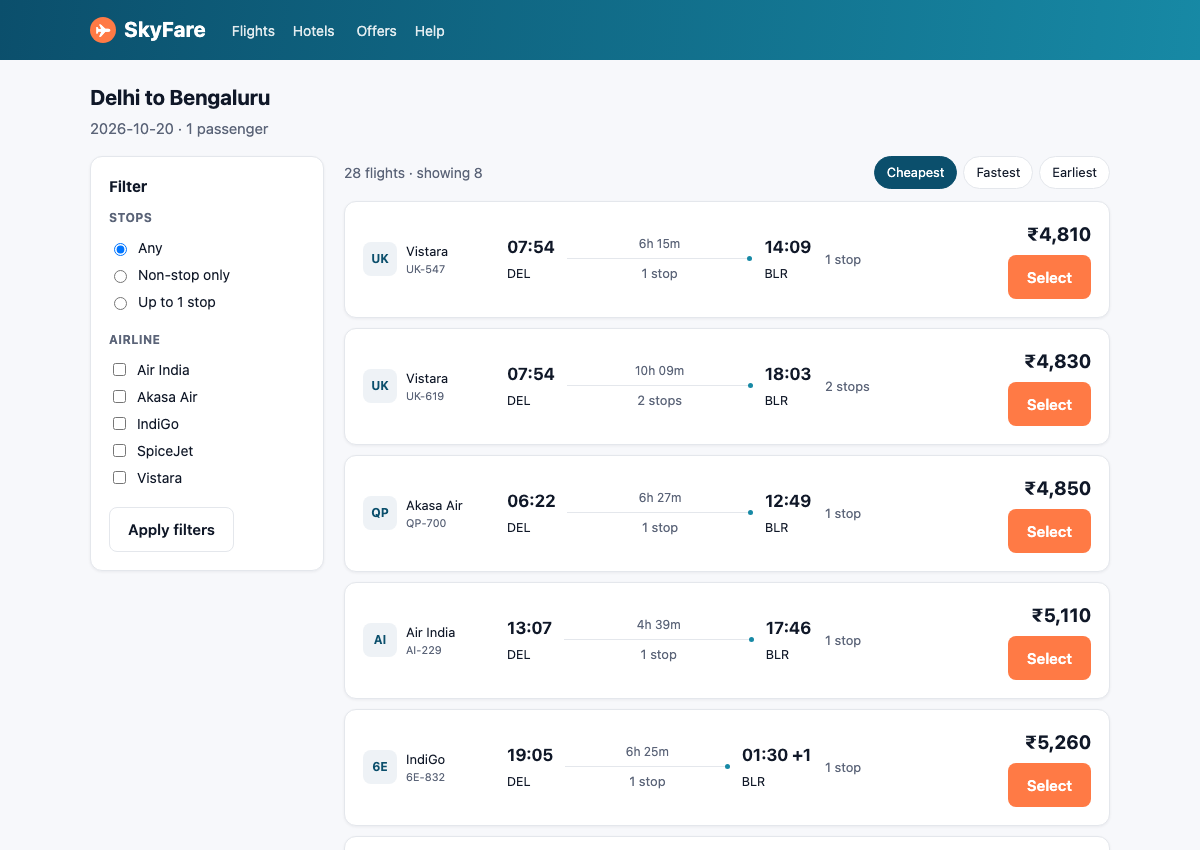 SkyFare Flights Hotels Offers Help
Delhi to Bengaluru
2026-10-20 · 1 passenger
Filter
STOPS
Any
Non-stop only
Up to 1 stop
AIRLINE
Air India
Akasa Air
IndiGo
SpiceJet
Vistara
Apply filters
28 flights · showing 8
Cheapest Fastest Earliest
UK
Vistara
UK-547
07:54
DEL
6h 15m
1 stop
14:09
BLR
1 stop
₹4,810
Select
UK
Vistara
UK-619
07:54
DEL
10h 09m
2 stops
18:03
BLR
2 stops
₹4,830
Select
QP
Akasa Air
QP-700
06:22
DEL
6h 27m
1 stop
12:49
BLR
1 stop
₹4,850
Select
AI
Air India
AI-229
13:07
DEL
4h 39m
1 stop
17:46
BLR
1 stop
₹5,110
Select
6E
IndiGo
6E-832
19:05
DEL
6h 25m
1 stop
01:30 +1
BLR
1 stop
₹5,260
Select